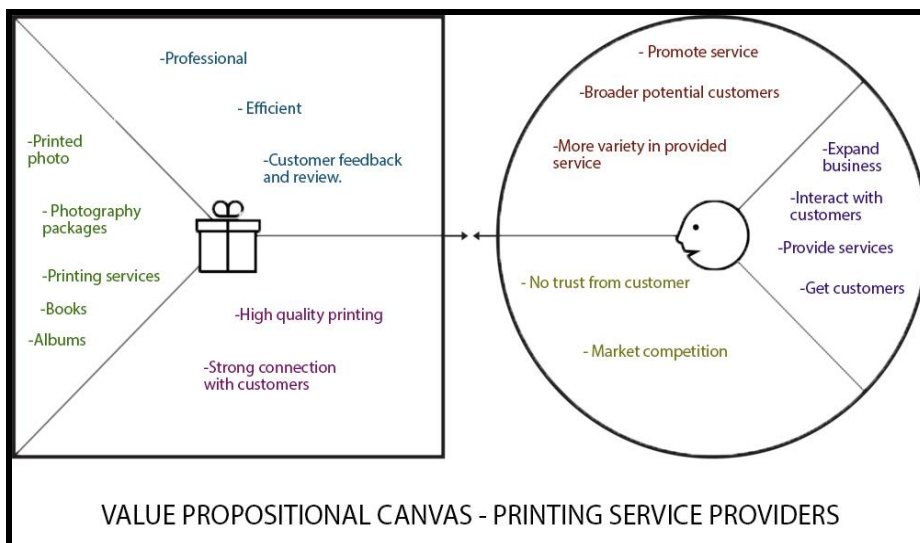 -Professional
- Efficient
-Customer feedback
and review.
-Printed
photo
- Photography
packages
-Printing services
-Books
-Albums
-High quality printing
-Strong connection
with customers
- Promote service
-Broader potential customers
-More variety in provided
service
-Expand
business
-Interact with
customers
-Provide services
-Get customers
- No trust from customer
- Market competition
VALUE PROPOSITIONAL CANVAS - PRINTING SERVICE PROVIDERS